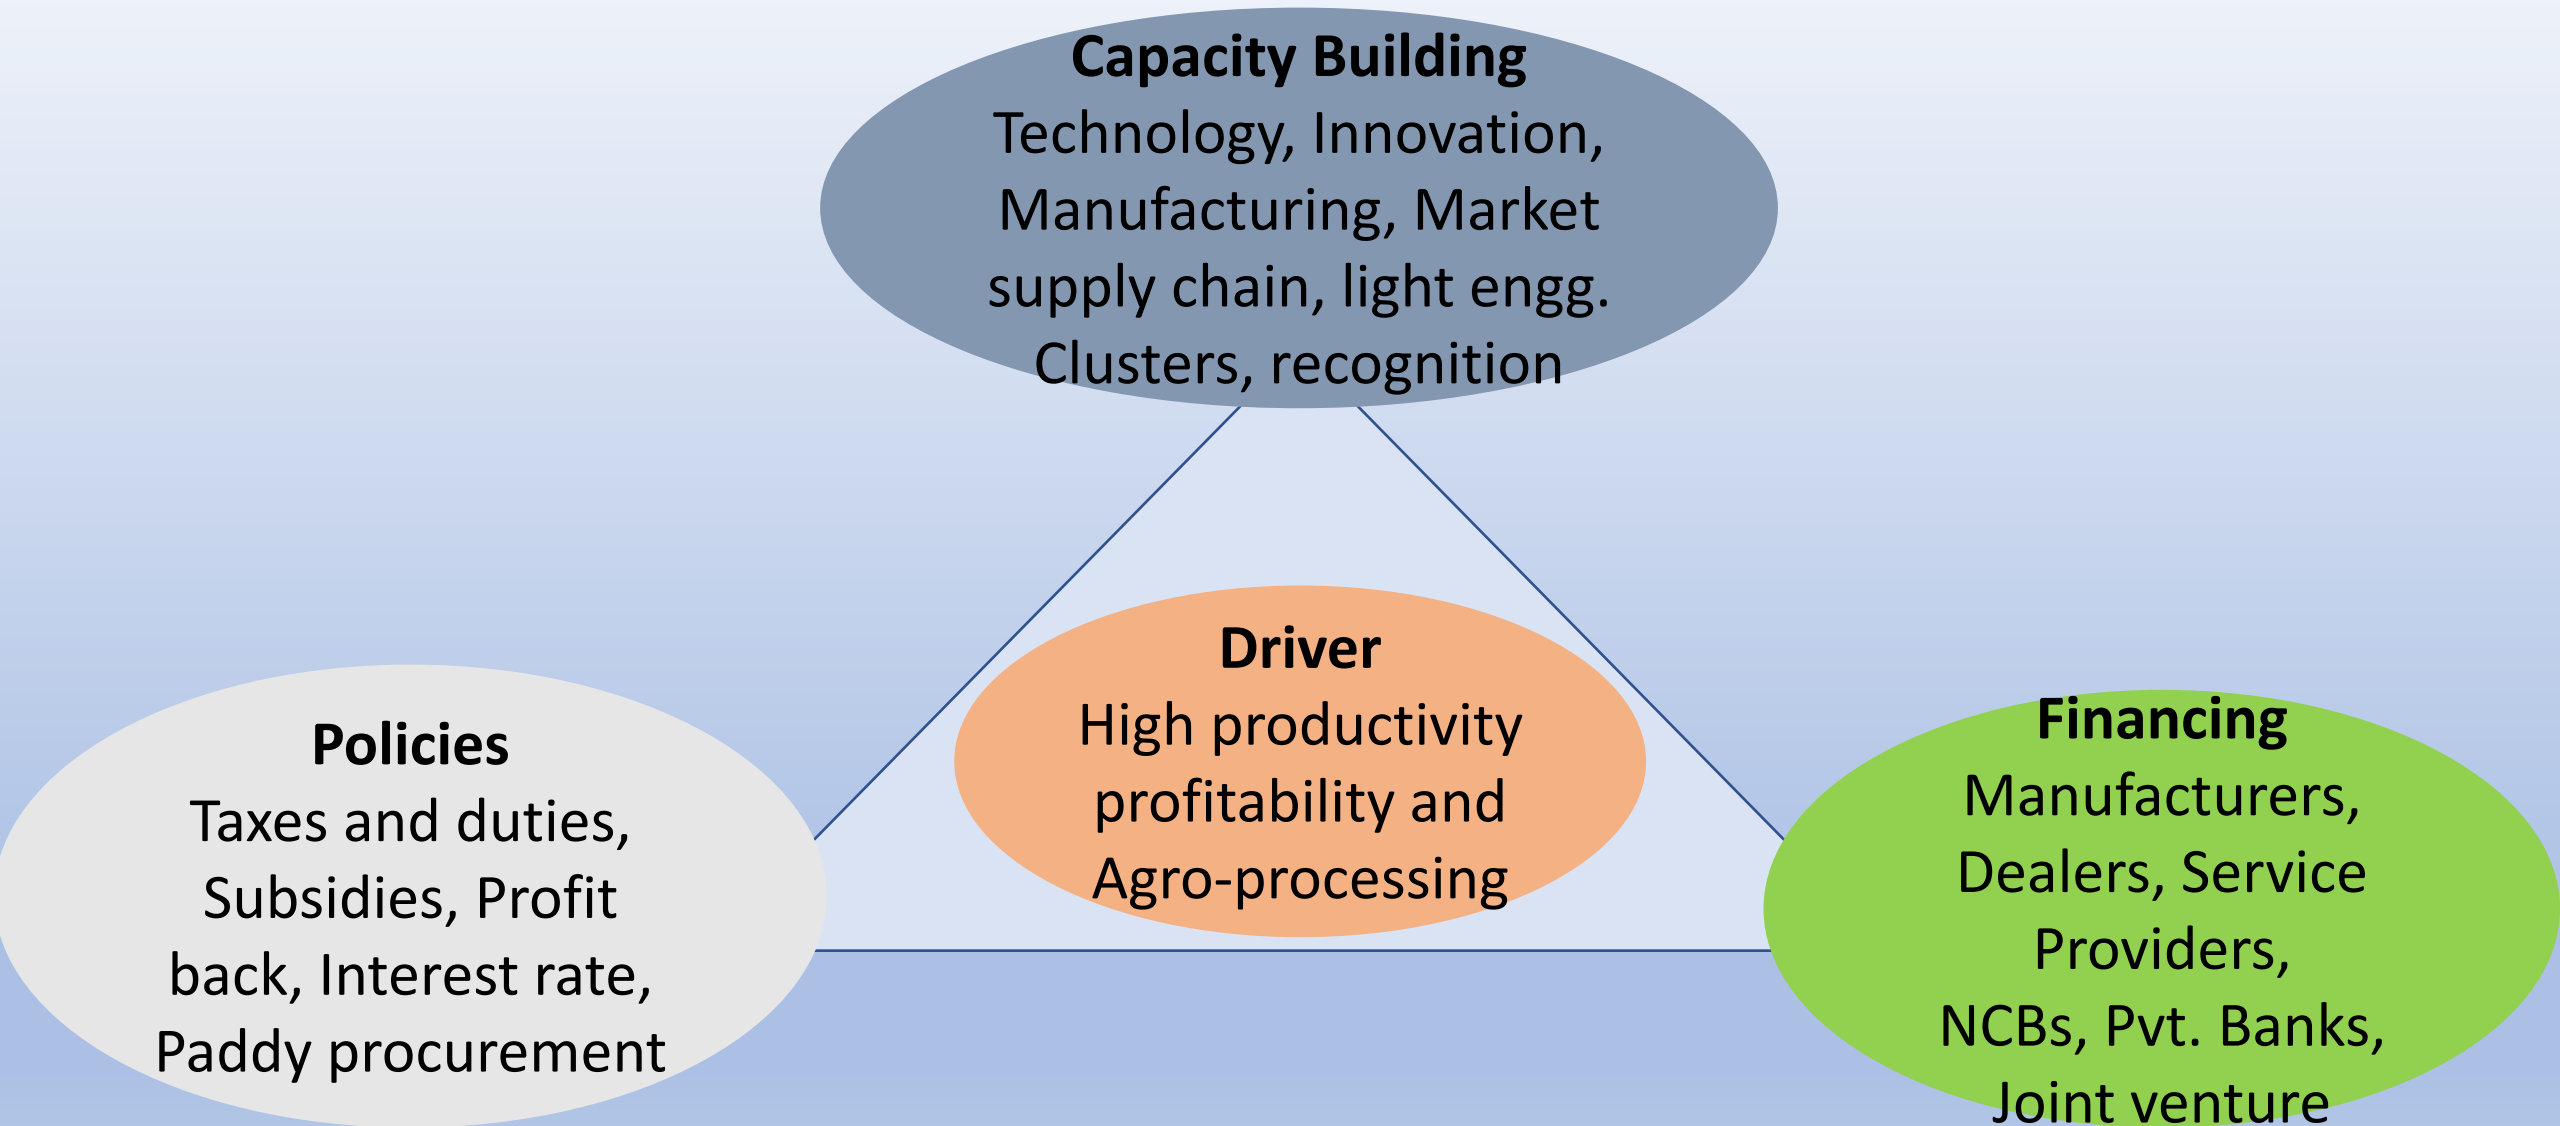 Capacity Building
Technology, Innovation,
Manufacturing, Market
supply chain, light engg.
Clusters, recognition
Driver
High productivity
profitability and
Agro-processing
Policies
Taxes and duties,
Subsidies, Profit
back, Interest rate,
Paddy procurement
Financing
Manufacturers,
Dealers, Service
Providers,
NCBs, Pvt. Banks,
Joint venture